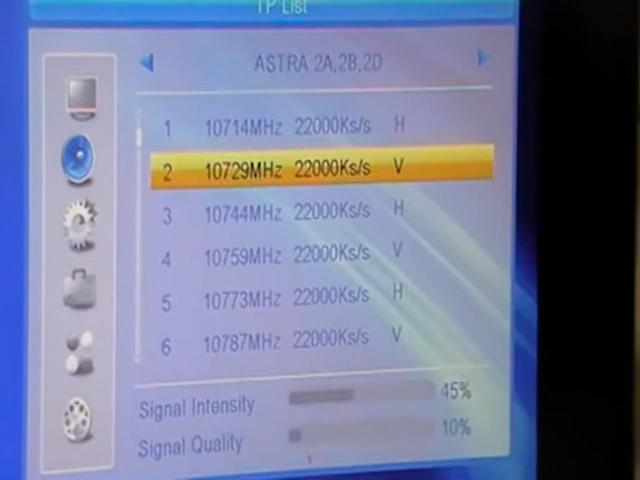 TP List
ASTRA 2A,2B,2D
1 10714MHz 22000Ks/s H
2 10729MHz 22000Ks/s V
3 10744MHz 22000Ks/s H
4 10759MHz 22000Ks/s V
5 10773MHz 22000Ks/s H
6 10787MHz 22000Ks/s V
Signal Intensity 45%
Signal Quality 10%